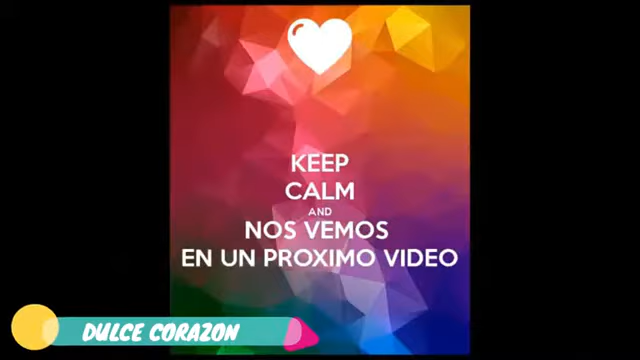 KEEP
CALM
AND
NOS VEMOS
EN UN PROXIMO VIDEO
DULCE CORAZON